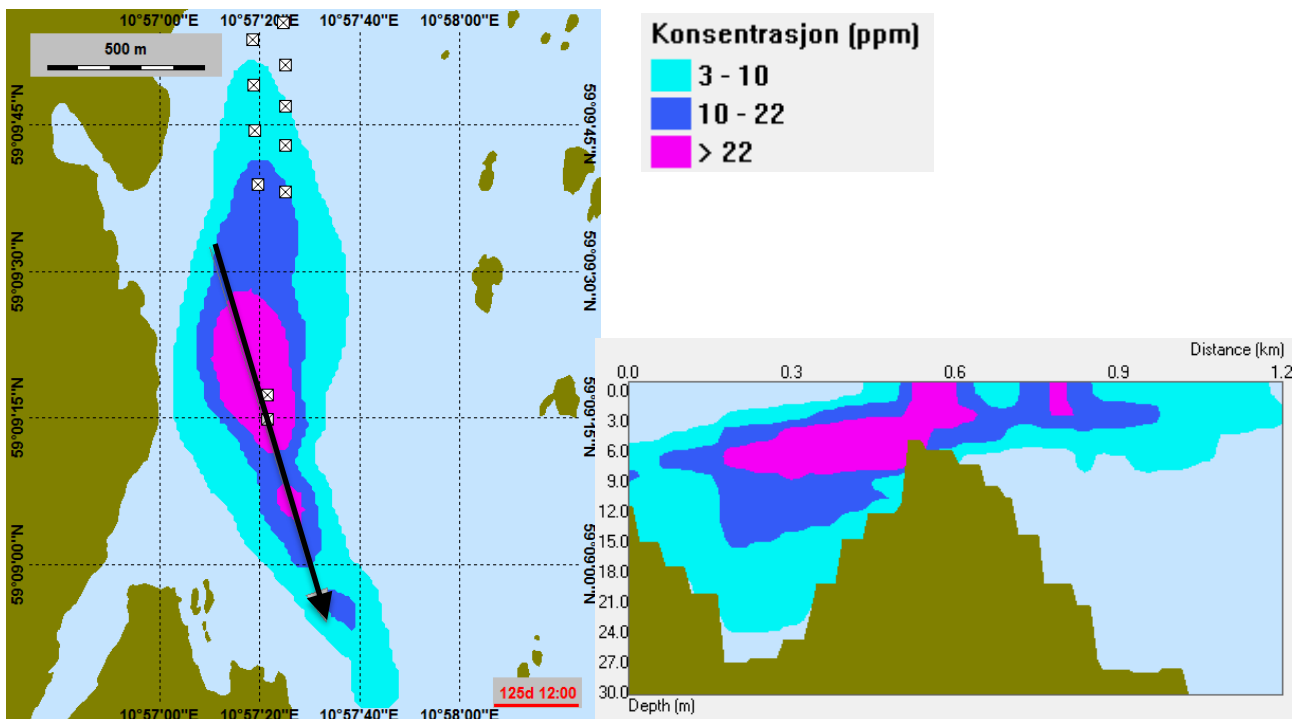 10°57'00"E 10°57'20"E 10°57'40"E 10°58'00"E
500 m
59°09'45"N
59°09'30"N
59°09'15"N
59°09'00"N
59°09'45"N
59°09'30"N
59°09'15"N
59°09'00"N
125d 12:00
10°57'00"E 10°57'20"E 10°57'40"E 10°58'00"E
Konsentrasjon (ppm)
3 - 10
10 - 22
> 22
Distance (km)
0.0 0.3 0.6 0.9 1.2
0.0
3.0
6.0
9.0
12.0
15.0
18.0
21.0
24.0
27.0
30.0
Depth (m)